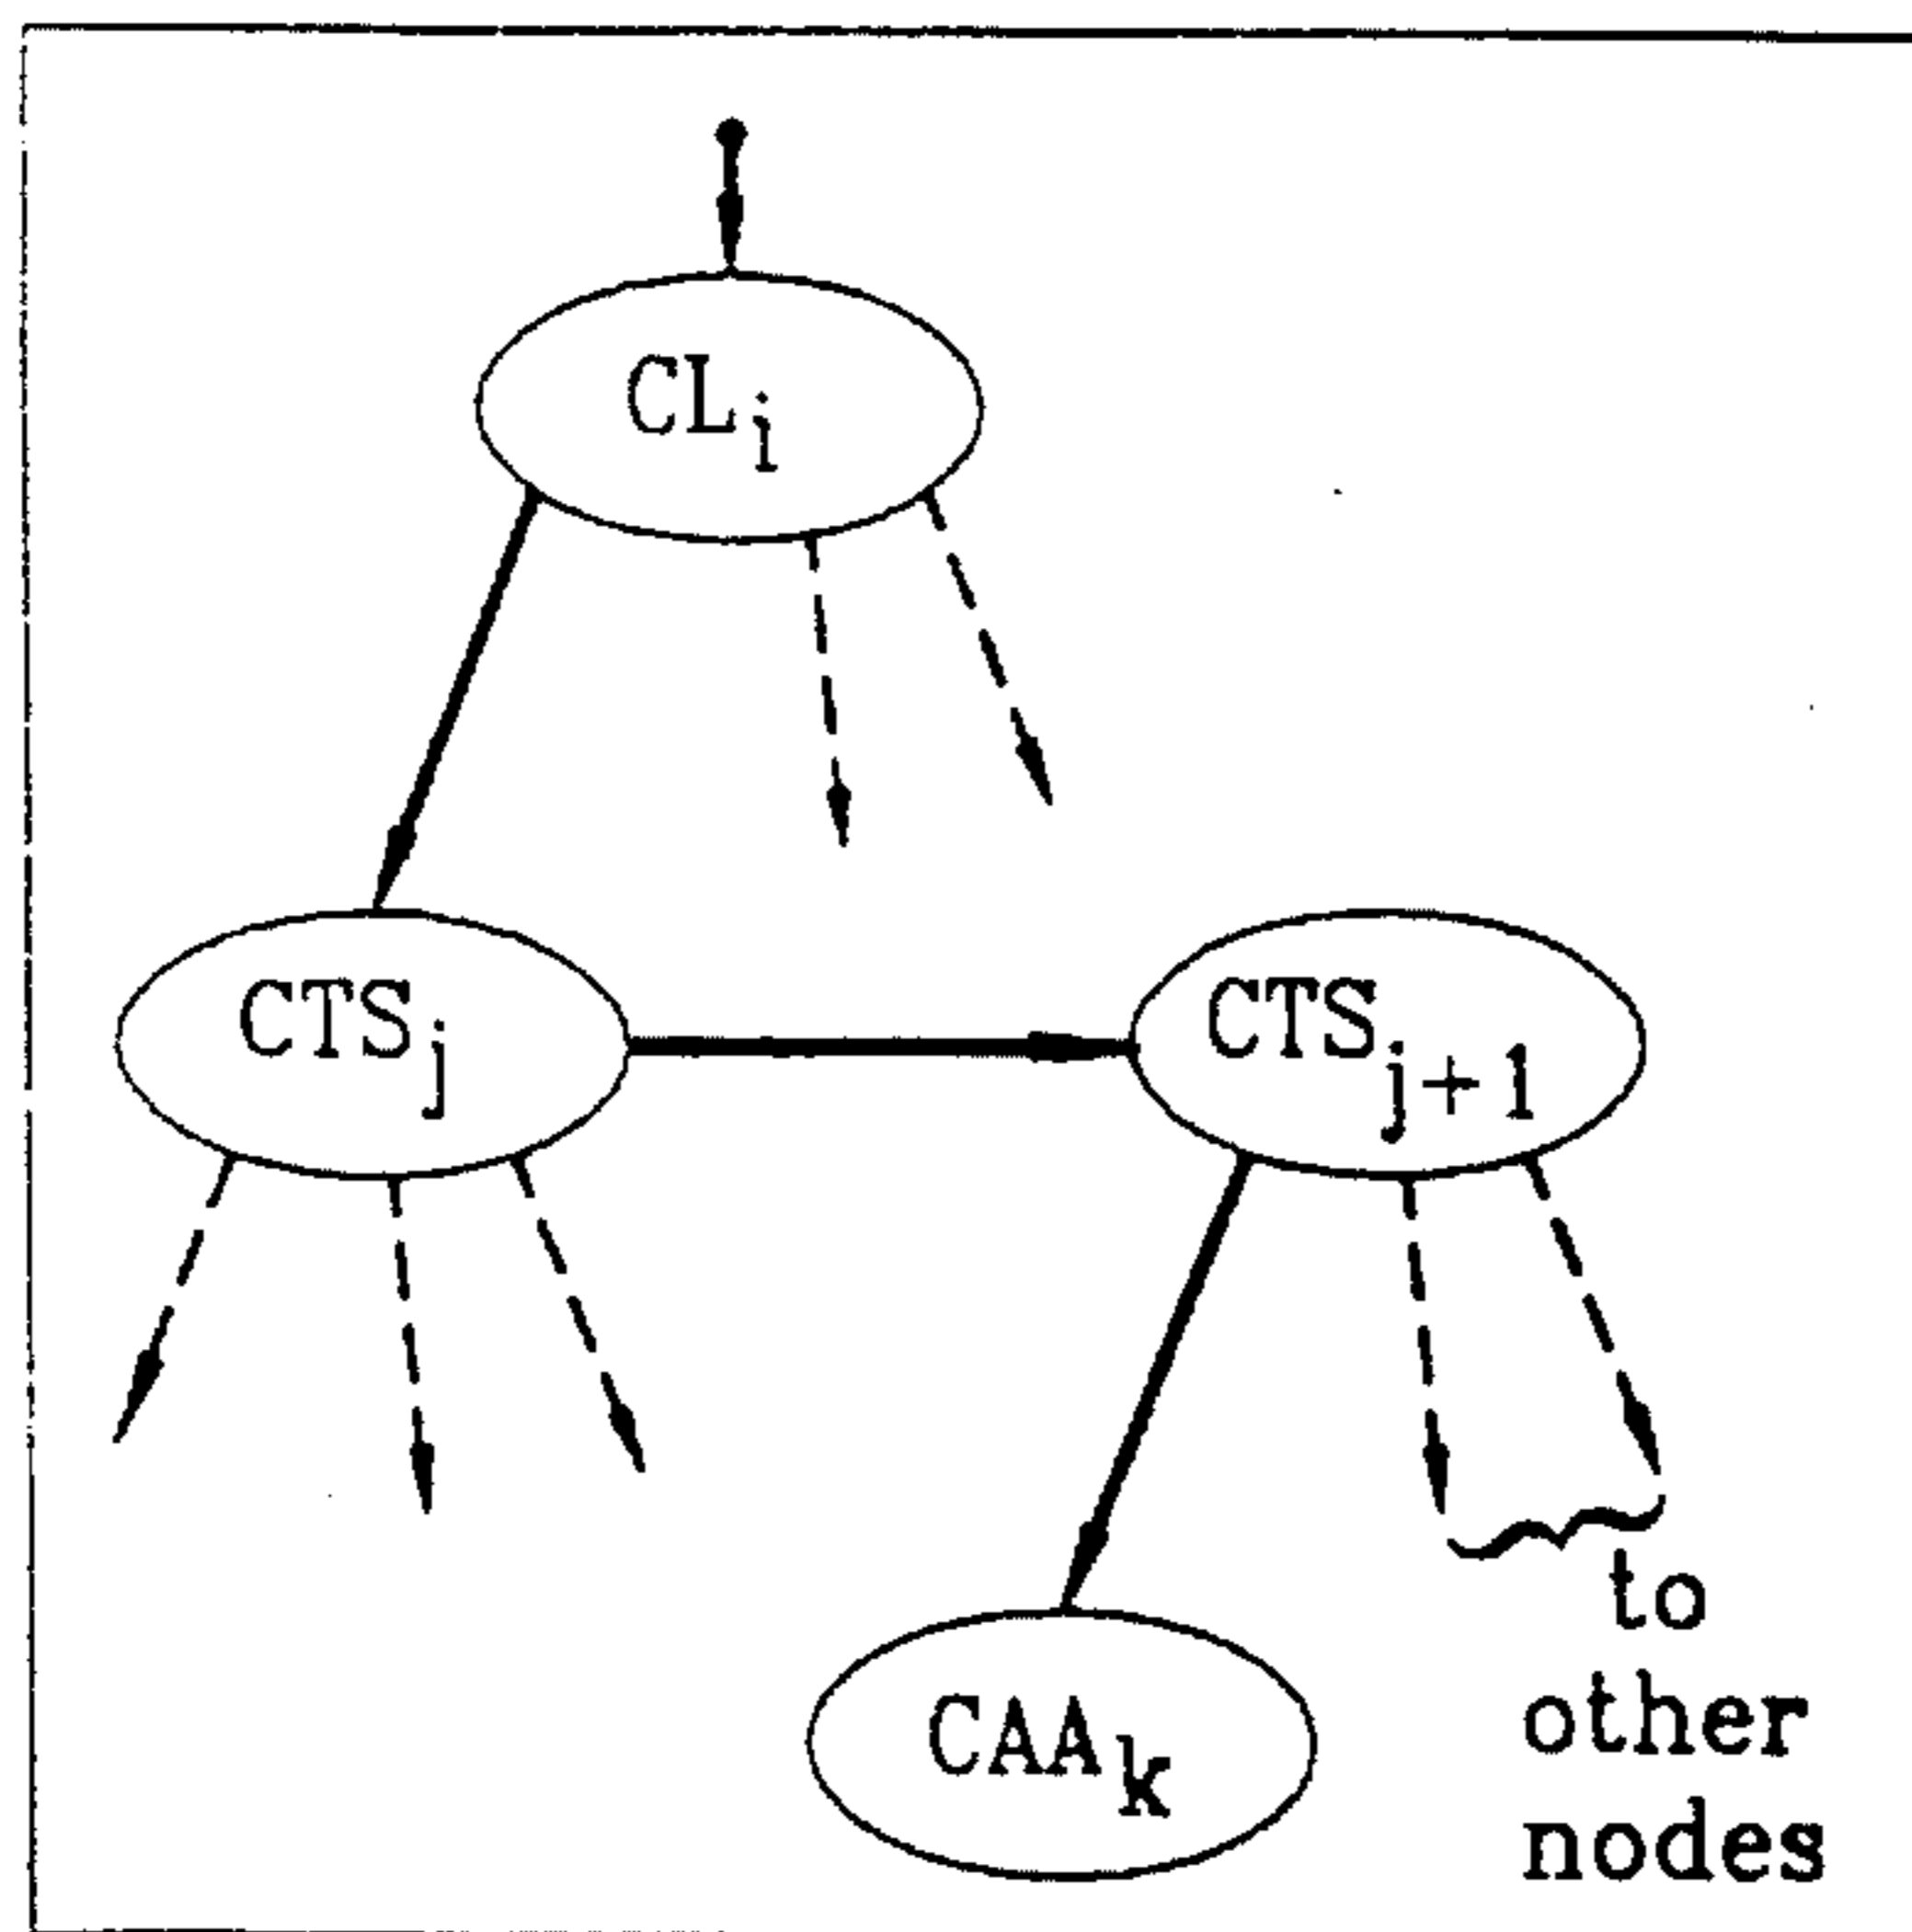 CLi
CTSj
CTSj+1
to
other
nodes
CAAk